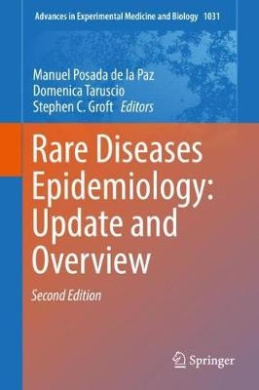 Advances in Experimental Medicine and Biology 1031
Manuel Posada de la Paz
Domenica Taruscio
Stephen C. Groft Editors
Rare Diseases
Epidemiology:
Update and
Overview
Second Edition
Springer